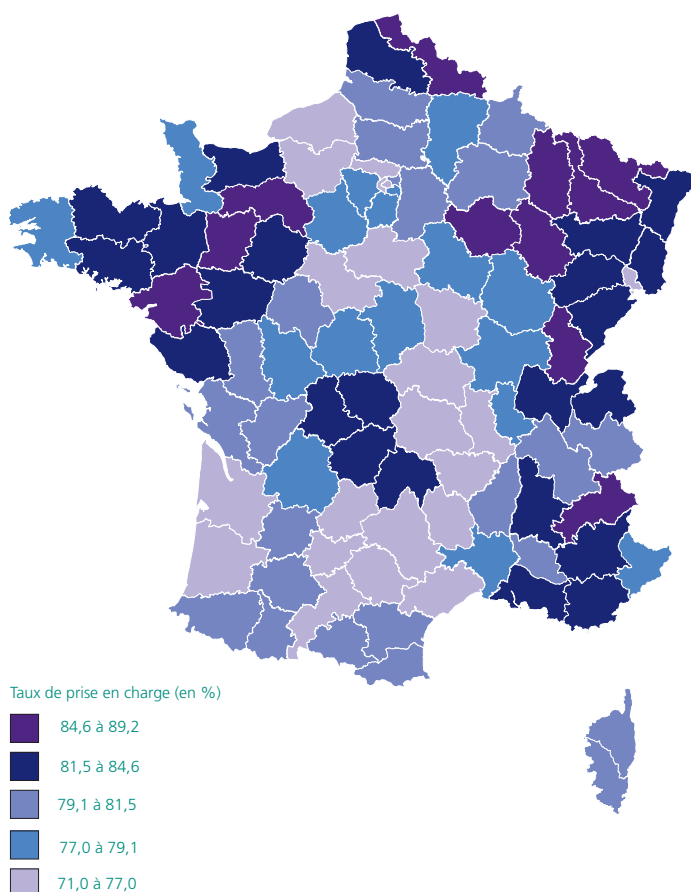 Taux de prise en charge (en %)
84,6 à 89,2
81,5 à 84,6
79,1 à 81,5
77,0 à 79,1
71,0 à 77,0